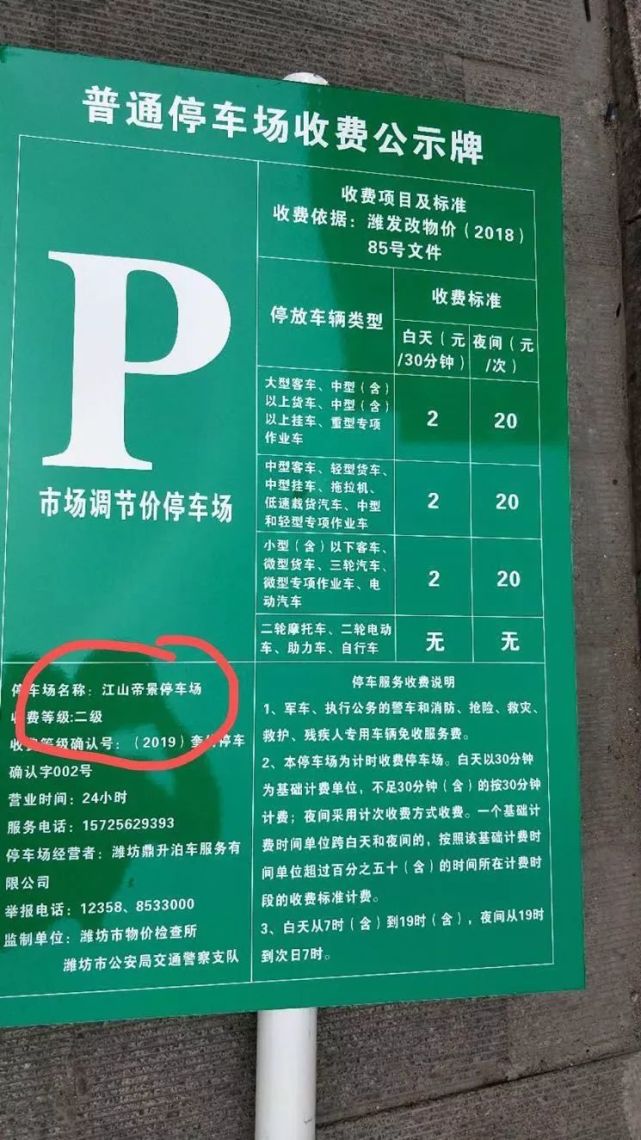 普通停车场收费公示牌
P
市场调节价停车场
收费项目及标准
收费依据：潍发改物价（2018）
85号文件
停放车辆类型
收费标准
白天（元
/30分钟）
夜间（元
/次）
大型客车、中型（含）
以上货车、中型（含）
以上挂车、重型专项
作业车
2
20
中型客车、轻型货车、
中型挂车、拖拉机、
低速载货汽车、中型
和轻型专项作业车
2
20
小型（含）以下客车、
微型货车、三轮汽车、
微型专项作业车、电
动汽车
2
20
二轮摩托车、二轮电动
车、助力车、自行车
无
无
停车场名称：江山帝景停车场
收费等级:二级
收费等级确认号：（2019）奎价停车
确认字002号
营业时间：24小时
服务电话：15725629393
停车场经营者：潍坊鼎升泊车服务有
限公司
举报电话：12358、8533000
监制单位：潍坊市物价检查所
潍坊市公安局交通警察支队
停车服务收费说明
1、军车、执行公务的警车和消防、抢险、救灾、
救护、残疾人专用车辆免收服务费。
2、本停车场为计时收费停车场。白天以30分钟
为基础计费单位，不足30分钟（含）的按30分钟
计费；夜间采用计次收费方式收费。一个基础计
费时间单位跨白天和夜间的，按照该基础计费时
间单位超过百分之五十（含）的时间所在计费时
段的收费标准计费。
3、白天从7时（含）到19时（含），夜间从19时
到次日7时。